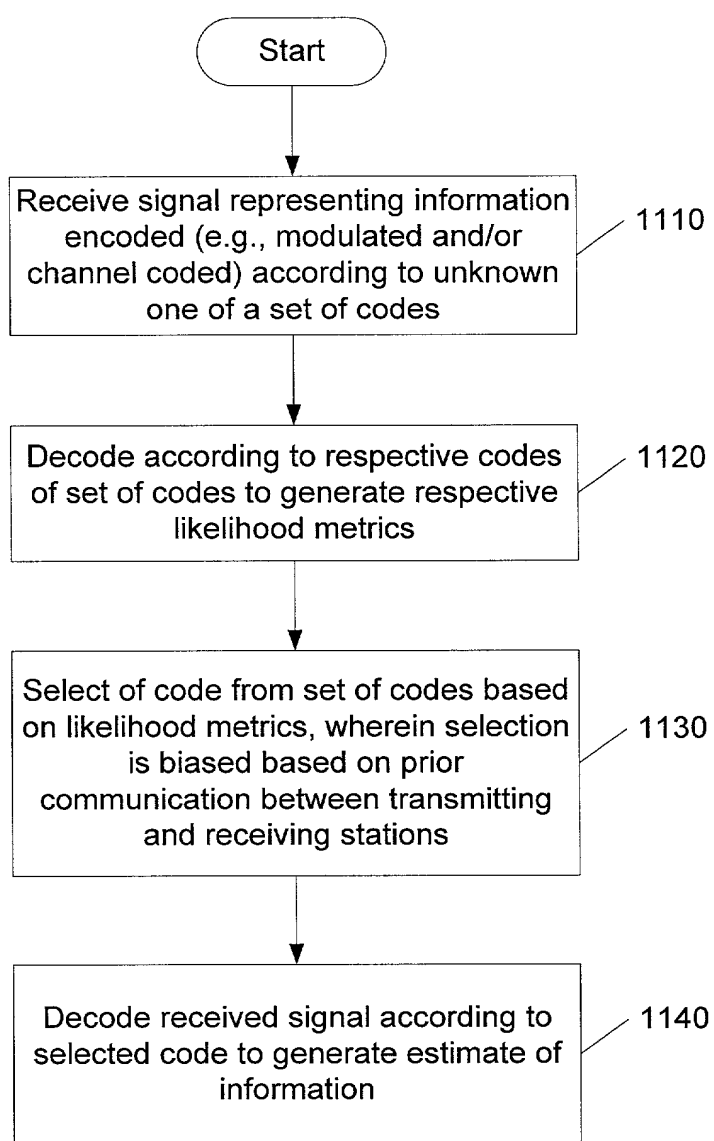 Start
Receive signal representing information
encoded (e.g., modulated and/or
channel coded) according to unknown
one of a set of codes
1110
Decode according to respective codes
of set of codes to generate respective
likelihood metrics
1120
Select of code from set of codes based
on likelihood metrics, wherein selection
is biased based on prior
communication between transmitting
and receiving stations
1130
Decode received signal according to
selected code to generate estimate of
information
1140